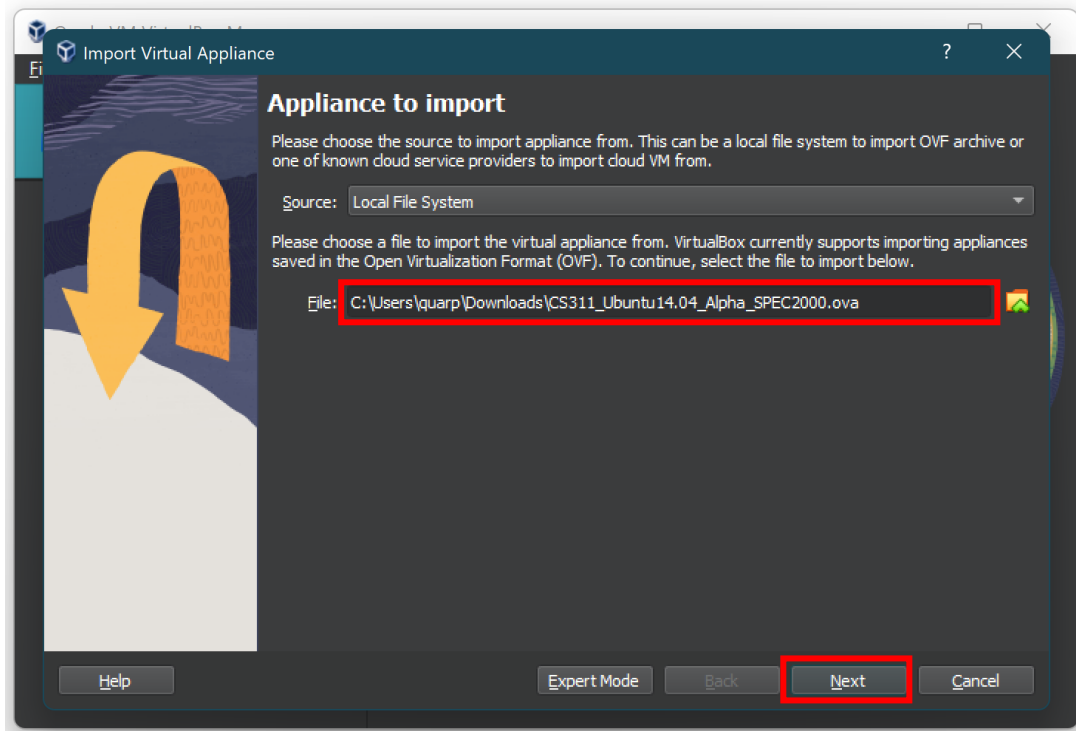 Import Virtual Appliance
?
Fi
Appliance to import
Please choose the source to import appliance from. This can be a local file system to import OVF archive or
one of known cloud service providers to import cloud VM from.
Source: Local File System
Please choose a file to import the virtual appliance from. VirtualBox currently supports importing appliances
saved in the Open Virtualization Format (OVF). To continue, select the file to import below.
File: C:\Users\quarp\Downloads\CS311_Ubuntu14.04_Alpha_SPEC2000.ova
Help Expert Mode Back Next Cancel